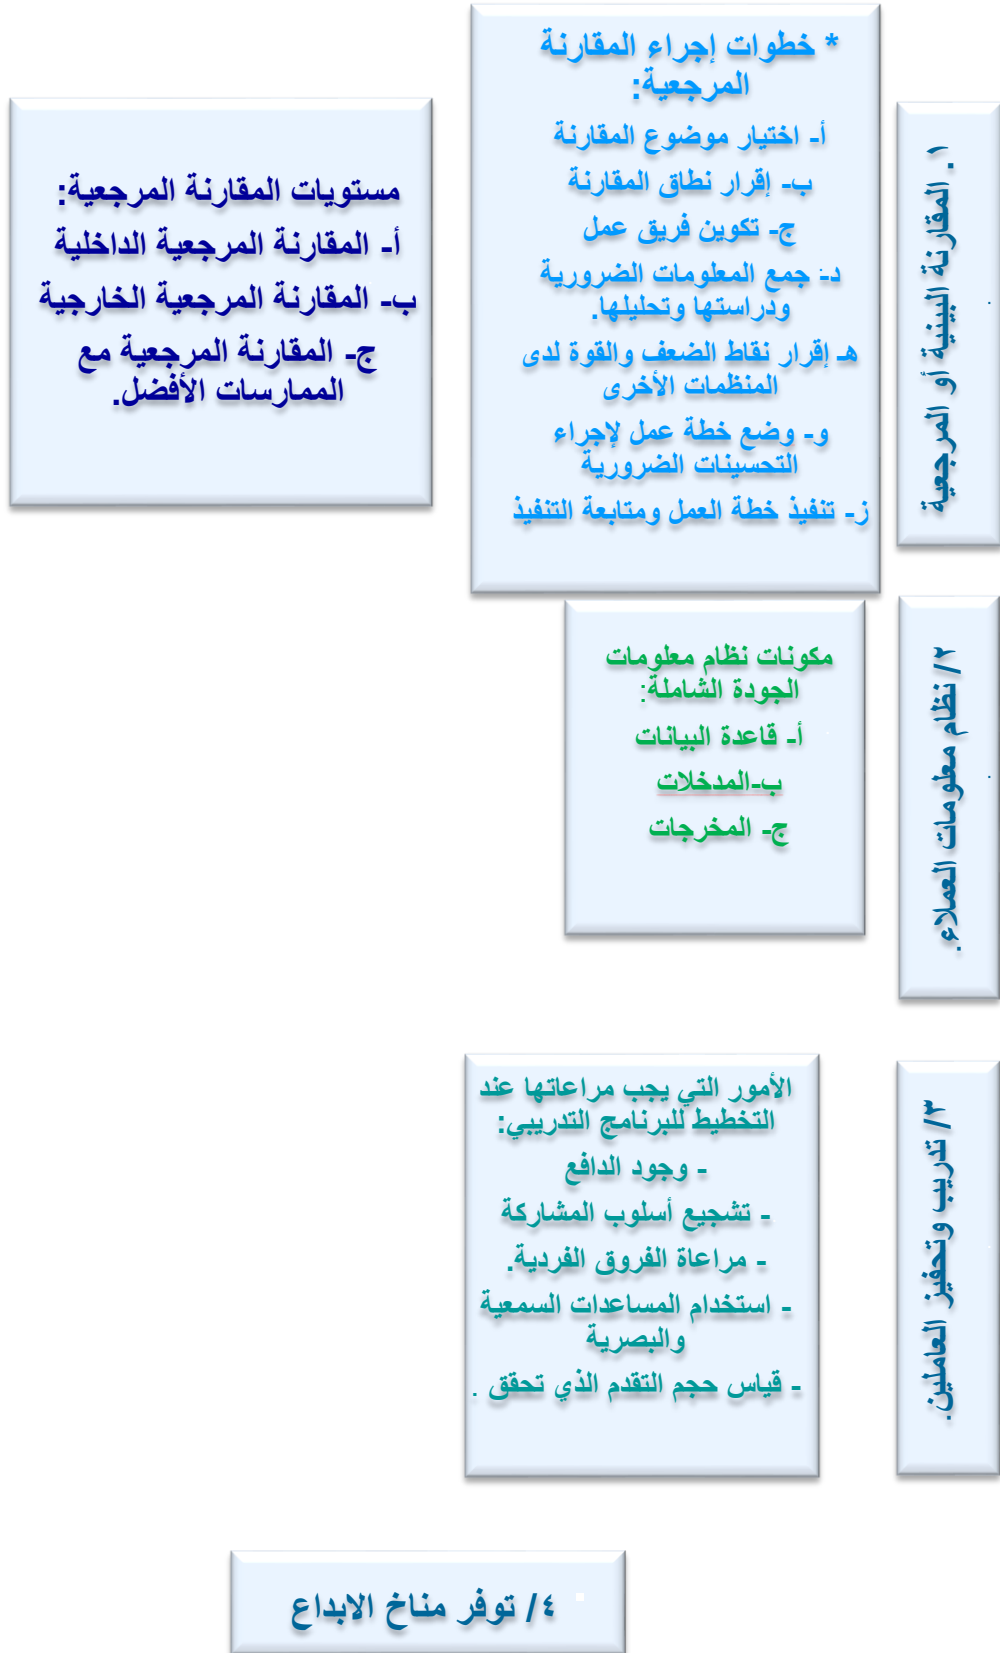 ١. المقارنة البينية أو المرجعية
* خطوات إجراء المقارنة
المرجعية:
أ- اختيار موضوع المقارنة
ب- إقرار نطاق المقارنة
ج- تكوين فريق عمل
د- جمع المعلومات الضرورية
ودراستها وتحليلها.
هـ إقرار نقاط الضعف والقوة لدى
المنظمات الأخرى
و- وضع خطة عمل لإجراء
التحسينات الضرورية
ز- تنفيذ خطة العمل ومتابعة التنفيذ
مستويات المقارنة المرجعية:
أ- المقارنة المرجعية الداخلية
ب- المقارنة المرجعية الخارجية
ج- المقارنة المرجعية مع
الممارسات الأفضل.
٢/ نظام معلومات العملاء.
مكونات نظام معلومات
الجودة الشاملة:
أ- قاعدة البيانات
ب-المدخلات
ج- المخرجات
٣/ تدريب وتحفيز العاملين.
الأمور التي يجب مراعاتها عند
التخطيط للبرنامج التدريبي:
- وجود الدافع
- تشجيع أسلوب المشاركة
- مراعاة الفروق الفردية.
- استخدام المساعدات السمعية
والبصرية
- قياس حجم التقدم الذي تحقق .
٤/ توفر مناخ الابداع